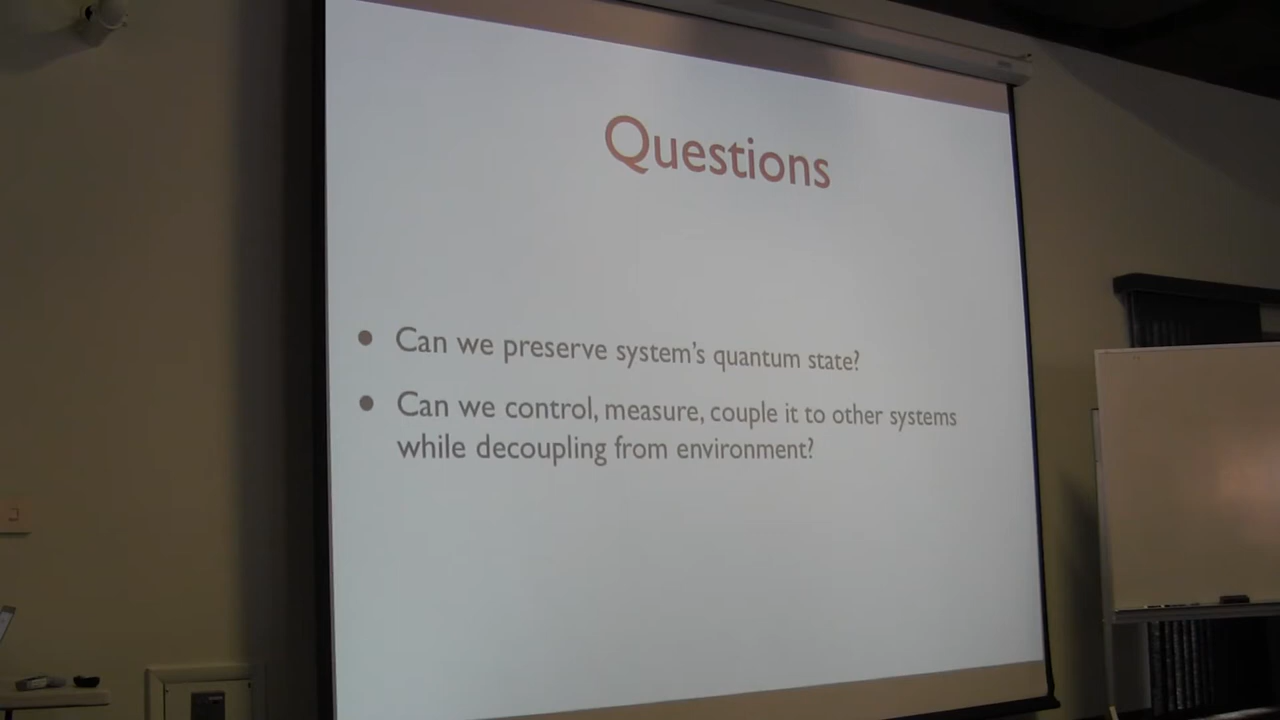 Questions
• Can we preserve system's quantum state?
• Can we control, measure, couple it to other systems
while decoupling from environment?